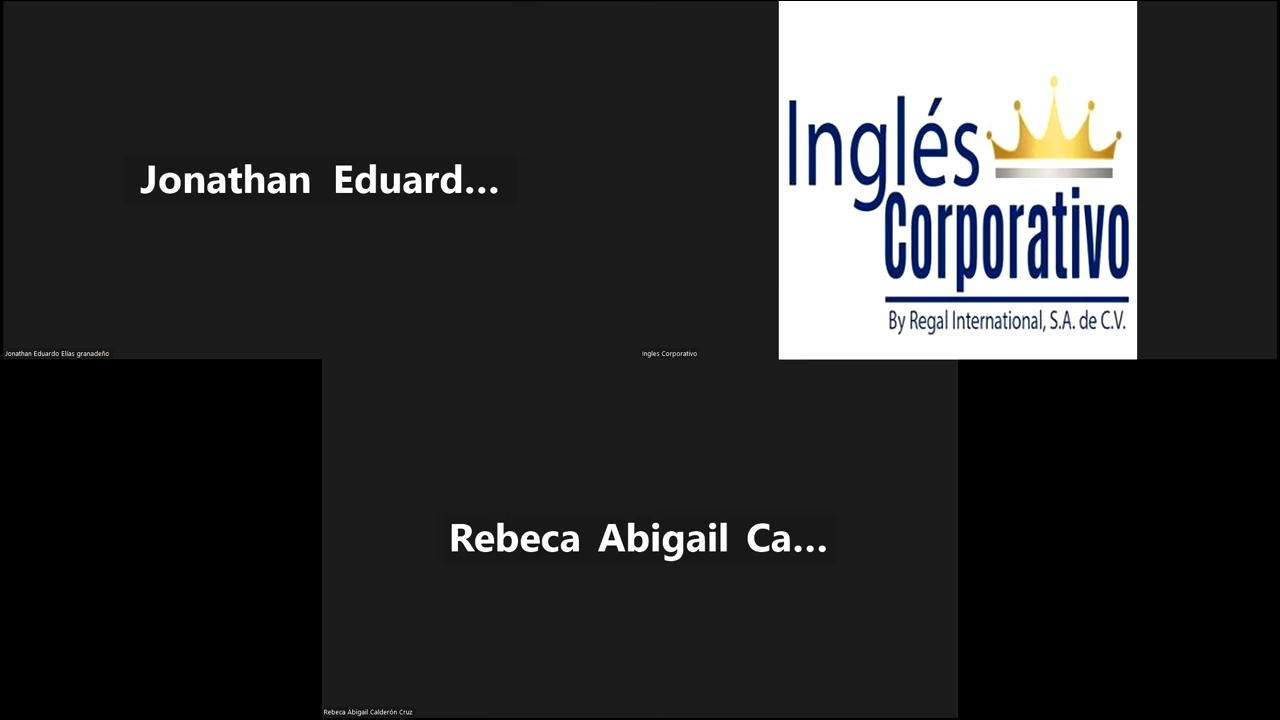 Jonathan Eduard...
Jonathan Eduardo Elías granadeño
Inglés
Corporativo
By Regal International, S.A. de C.V.
Ingles Corporativo
Rebeca Abigail Ca...
Rebeca Abigail Calderón Cruz